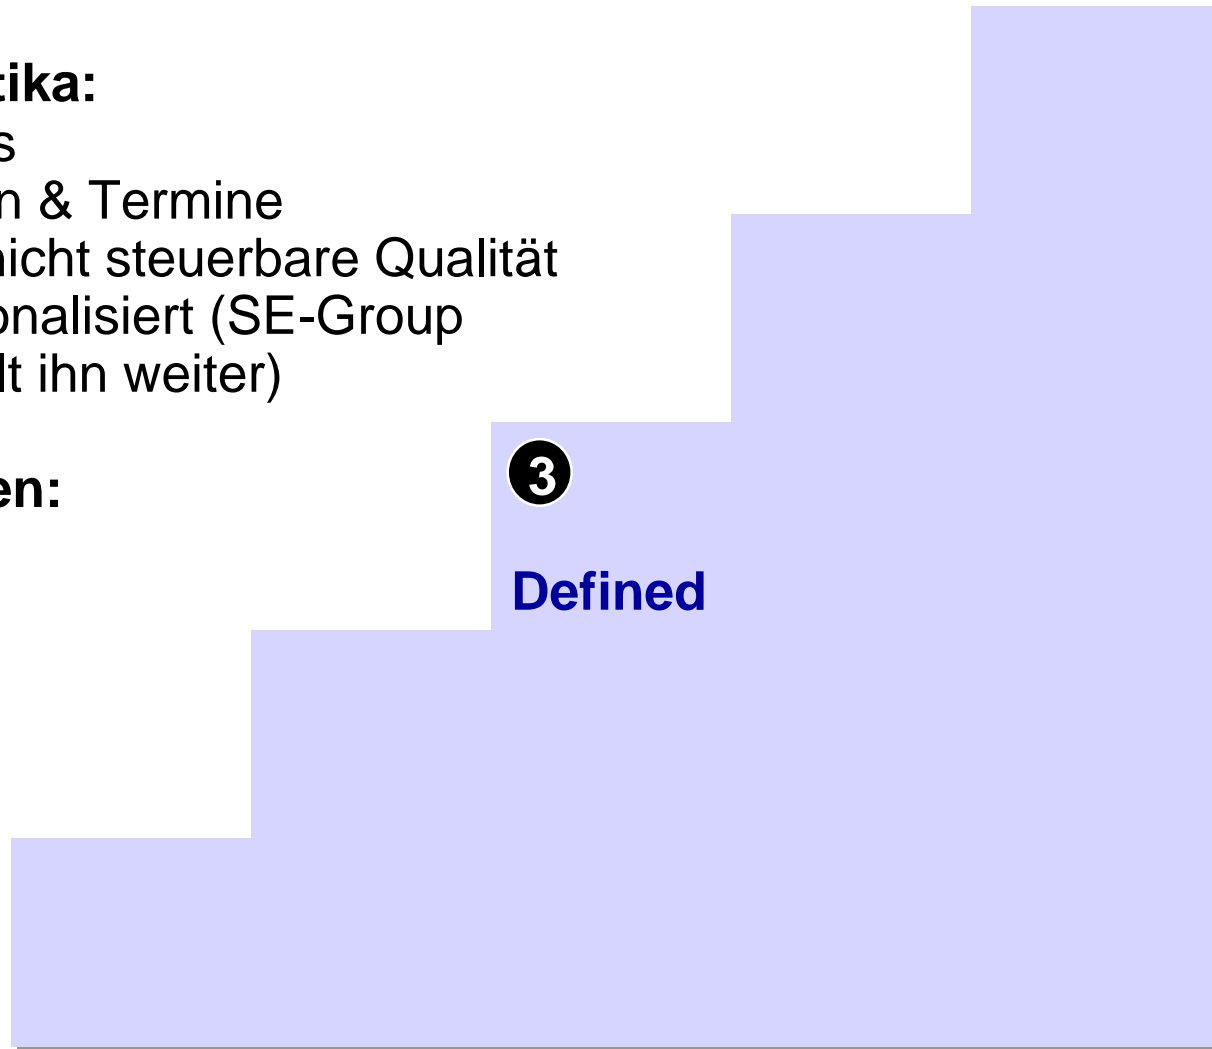 tika:
s
n & Termine
nicht steuerbare Qualität
onalisiert (SE-Group
lt ihn weiter)
en:
3
Defined